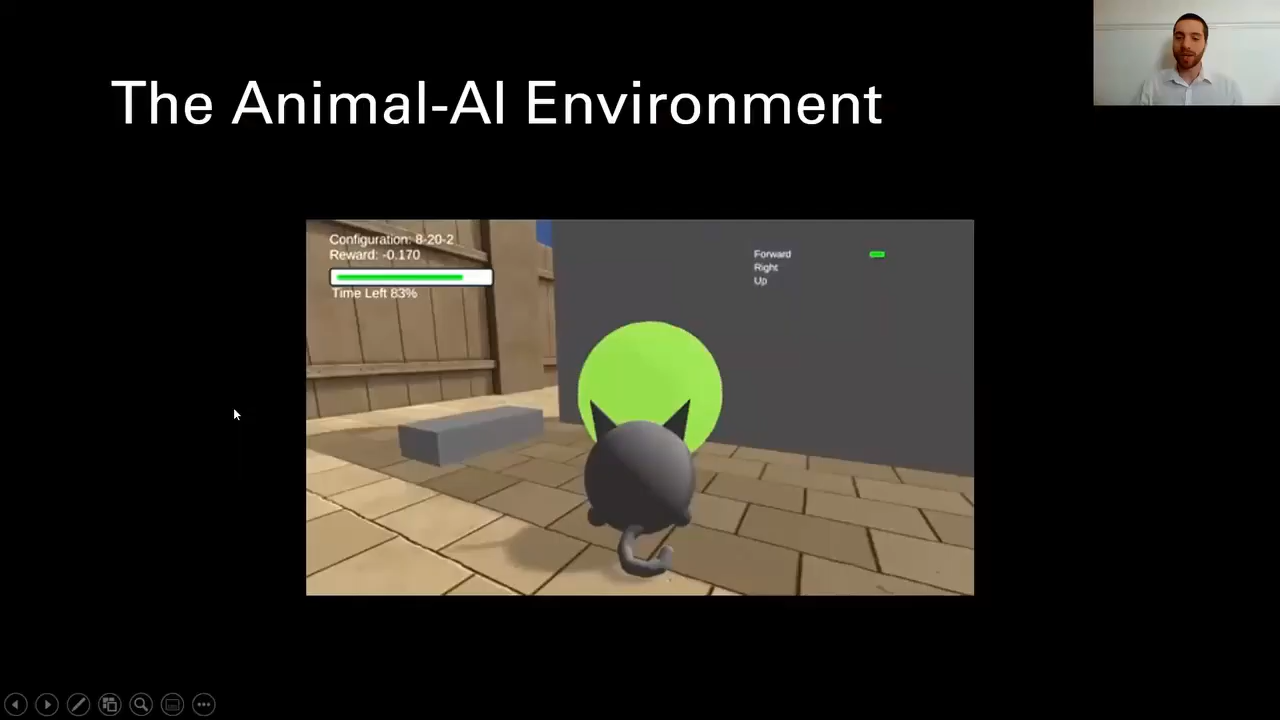 The Animal-AI Environment
Configuration: 8-20-2
Reward: -0.170
Time Left 83%
Forward
Right
Up